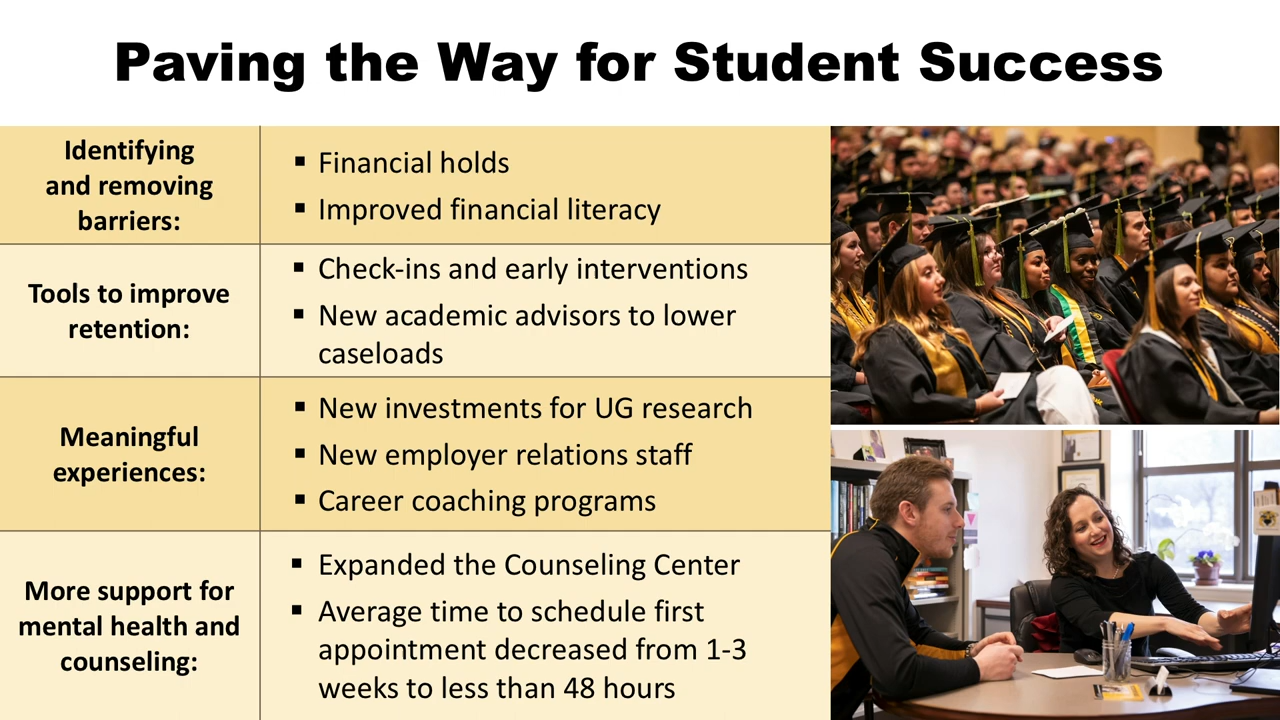 Paving the Way for Student Success
Identifying
and removing
barriers:
▪ Financial holds
▪ Improved financial literacy
Tools to improve
retention:
▪ Check-ins and early interventions
▪ New academic advisors to lower
caseloads
Meaningful
experiences:
▪ New investments for UG research
▪ New employer relations staff
▪ Career coaching programs
More support for
mental health and
counseling:
▪ Expanded the Counseling Center
▪ Average time to schedule first
appointment decreased from 1-3
weeks to less than 48 hours